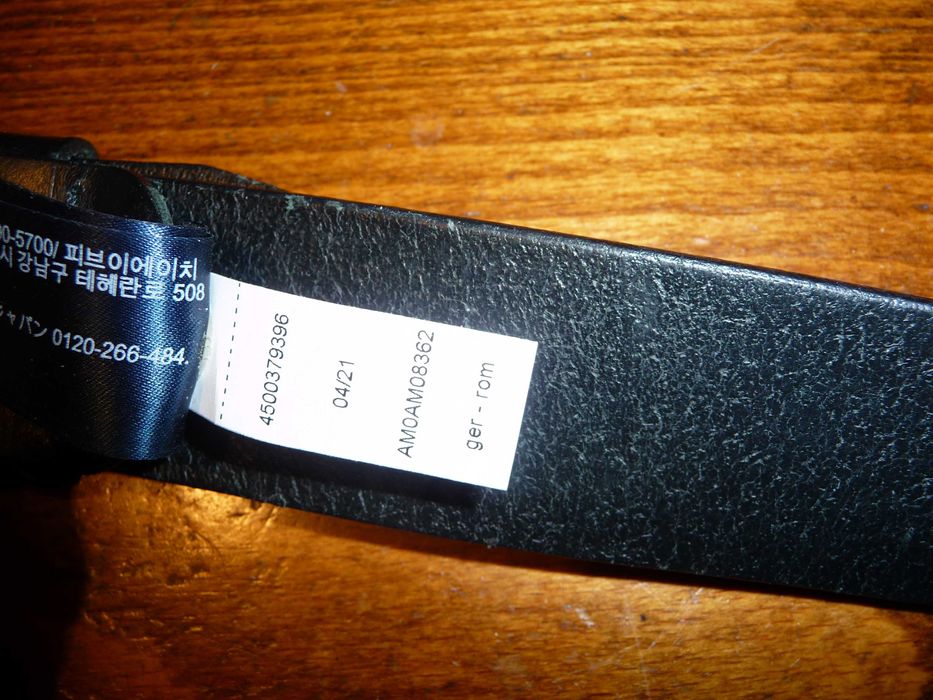 00-5700/ 피브이에이치
시 강남구 테헤란로 508
ャパン 0120-266-484.
4500379396
04/21
AM0AM08362
ger - rom